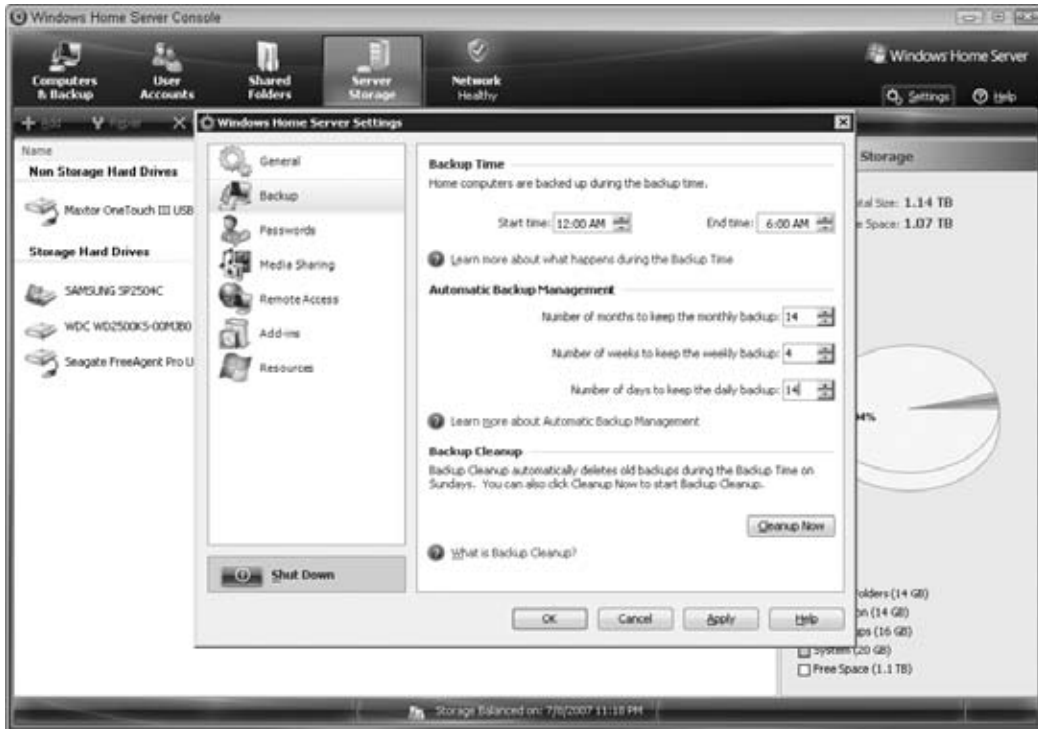 Windows Home Server Console
Computers & Backup
User Accounts
Shared Folders
Server Storage
Network Healthy
Windows Home Server
Settings
Help
Windows Home Server Settings
Name
Non Storage Hard Drives
Maxtor OneTouch III USB
Storage Hard Drives
SAMSUNG SP2504C
WDC WD2500KS-00MJB0
Seagate FreeAgent Pro U
General
Backup
Passwords
Media Sharing
Remote Access
Add-ins
Resources
Shut Down
Backup Time
Home computers are backed up during the backup time.
Start time: 12:00 AM
End time: 6:00 AM
Learn more about what happens during the Backup Time
Automatic Backup Management
Number of months to keep the monthly backup: 14
Number of weeks to keep the weekly backup: 4
Number of days to keep the daily backup: 14
Learn more about Automatic Backup Management
Backup Cleanup
Backup Cleanup automatically deletes old backups during the Backup Time on
Sundays. You can also click Cleanup Now to start Backup Cleanup.
Cleanup Now
What is Backup Cleanup?
OK
Cancel
Apply
Help
Storage
Size: 1.14 TB
Space: 1.07 TB
4%
(14 GB)
(14 GB)
(16 GB)
System (20 GB)
Free Space (1.1 TB)
Storage Balanced on: 7/8/2007 11:18 PM